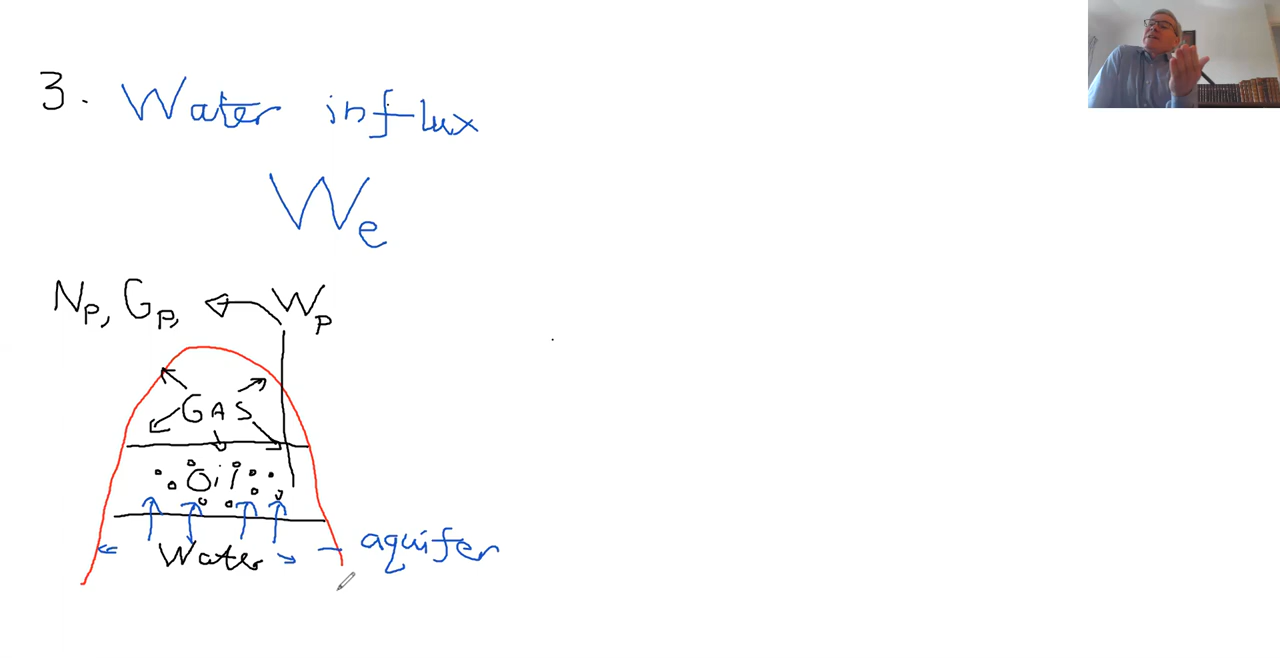 3. Water influx
We
Np, Gp, Wp
GAS
Oil
Water
aquifer